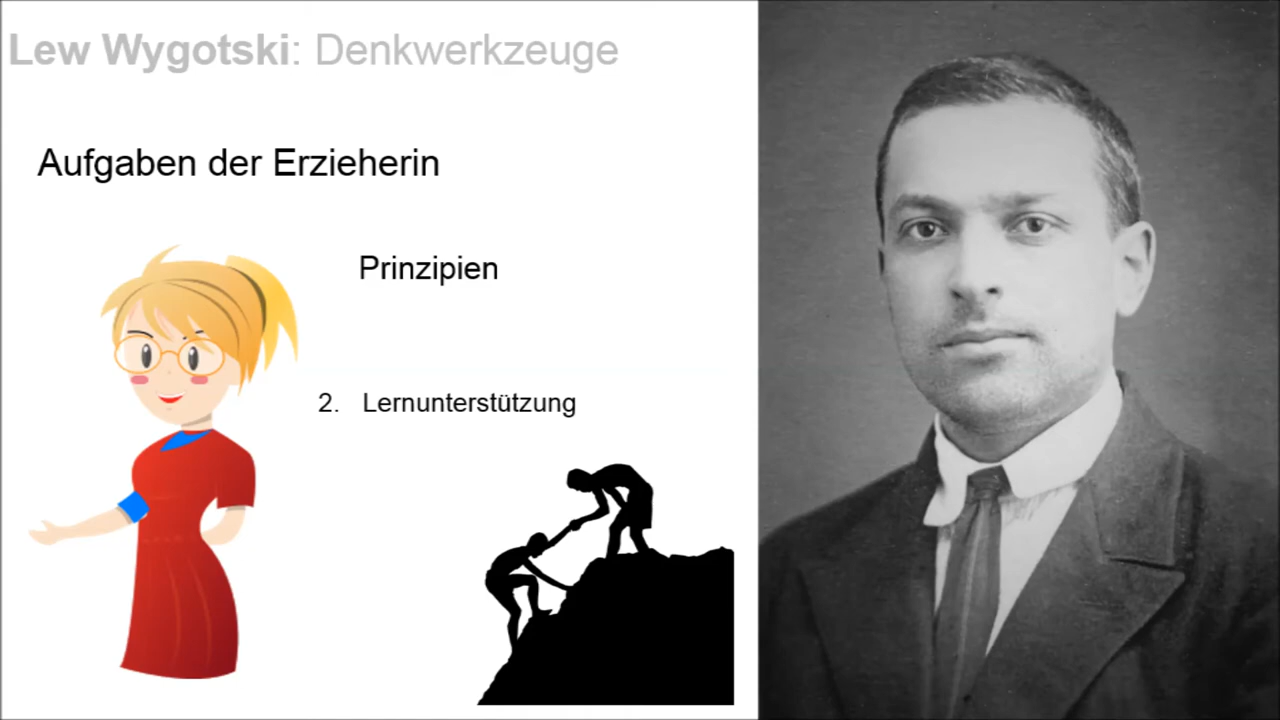 Lew Wygotski: Denkwerkzeuge
Aufgaben der Erzieherin
Prinzipien
2. Lernunterstützung